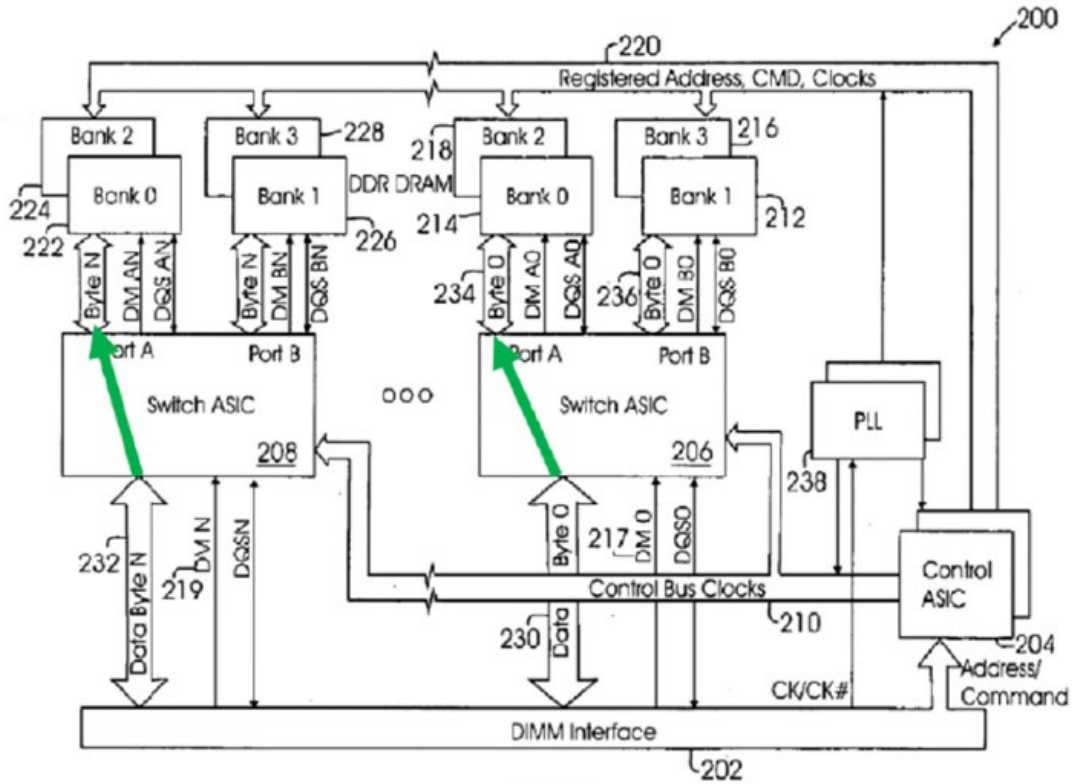 200
220
Registered Address, CMD, Clocks
Bank 2
Bank 3
228
218
Bank 2
Bank 3
216
Bank 0
Bank 1
DDR DRAM
Bank 0
Bank 1
224
222
226
214
212
Byte N
DM AN
DQS AN
Byte N
DM BN
DQS BN
234
Byte 0
DM A0
DQS A0
236
Byte 0
DM B0
DQS B0
Port A
Port B
Port A
Port B
Switch ASIC
Switch ASIC
208
206
PLL
238
232
Data Byte N
219
DM N
DQSN
230
Data
Byte 0
217
DM 0
DQS0
Control Bus Clocks
210
Control
ASIC
204
Address/
Command
CK/CK#
DIMM Interface
202